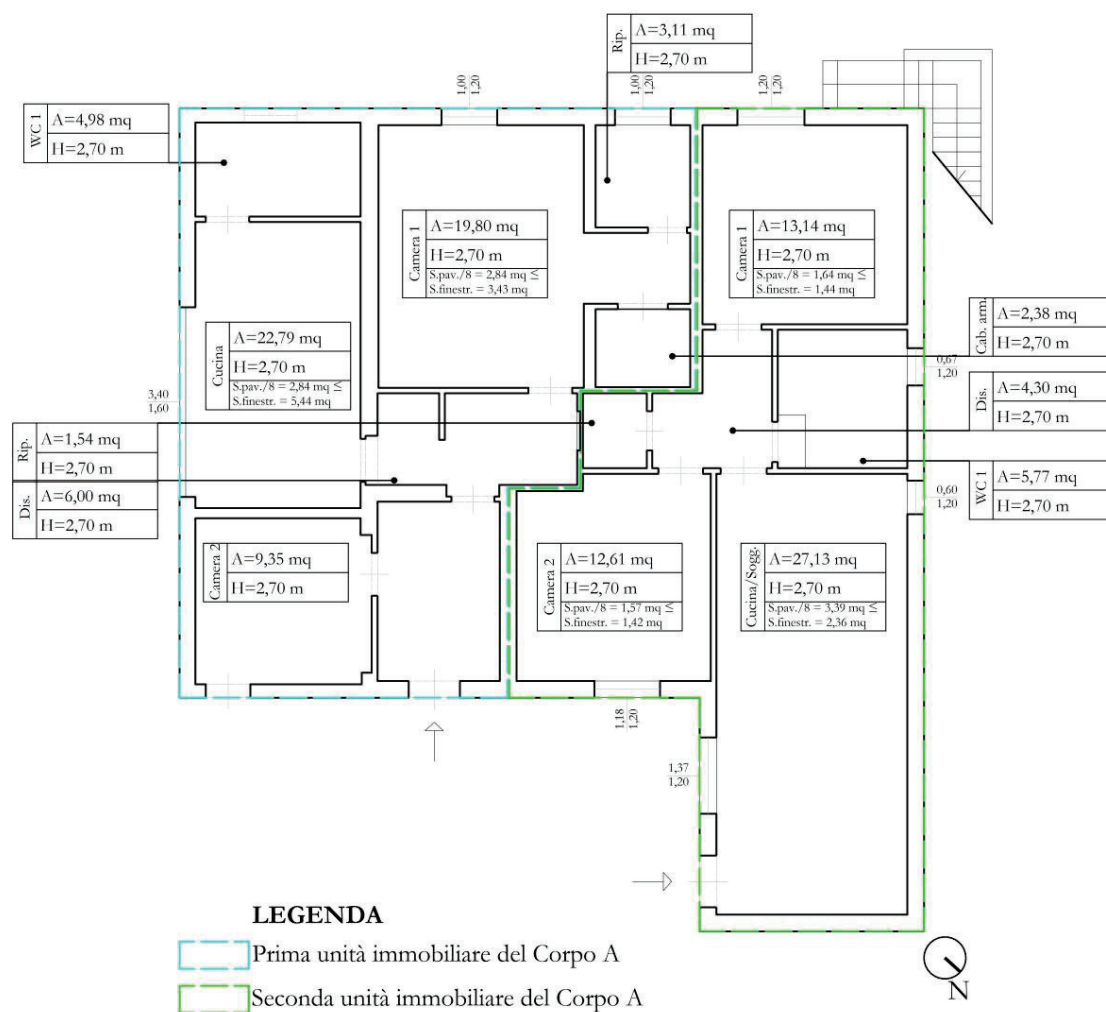 Rip.
A=3,11 mq
H=2,70 m
1,00
1,20
1,00
1,20
1,20
1,20
WC 1
A=4,98 mq
H=2,70 m
Camera 1
A=19,80 mq
H=2,70 m
S.pav./8 = 2,84 mq ≤
S.finestr. = 3,43 mq
Camera 1
A=13,14 mq
H=2,70 m
S.pav./8 = 1,64 mq ≤
S.finestr. = 1,44 mq
Cucina
A=22,79 mq
H=2,70 m
S.pav./8 = 2,84 mq ≤
S.finestr. = 5,44 mq
Cab. arm.
A=2,38 mq
H=2,70 m
0,67
1,20
Dis.
A=4,30 mq
H=2,70 m
3,40
1,60
Rip.
A=1,54 mq
H=2,70 m
WC 1
A=5,77 mq
H=2,70 m
0,60
1,20
Dis.
A=6,00 mq
H=2,70 m
Camera 2
A=9,35 mq
H=2,70 m
Camera 2
A=12,61 mq
H=2,70 m
S.pav./8 = 1,57 mq ≤
S.finestr. = 1,42 mq
Cucina/Sogg.
A=27,13 mq
H=2,70 m
S.pav./8 = 3,39 mq ≤
S.finestr. = 2,36 mq
1,18
1,20
1,37
1,20
LEGENDA
Prima unità immobiliare del Corpo A
Seconda unità immobiliare del Corpo A
N